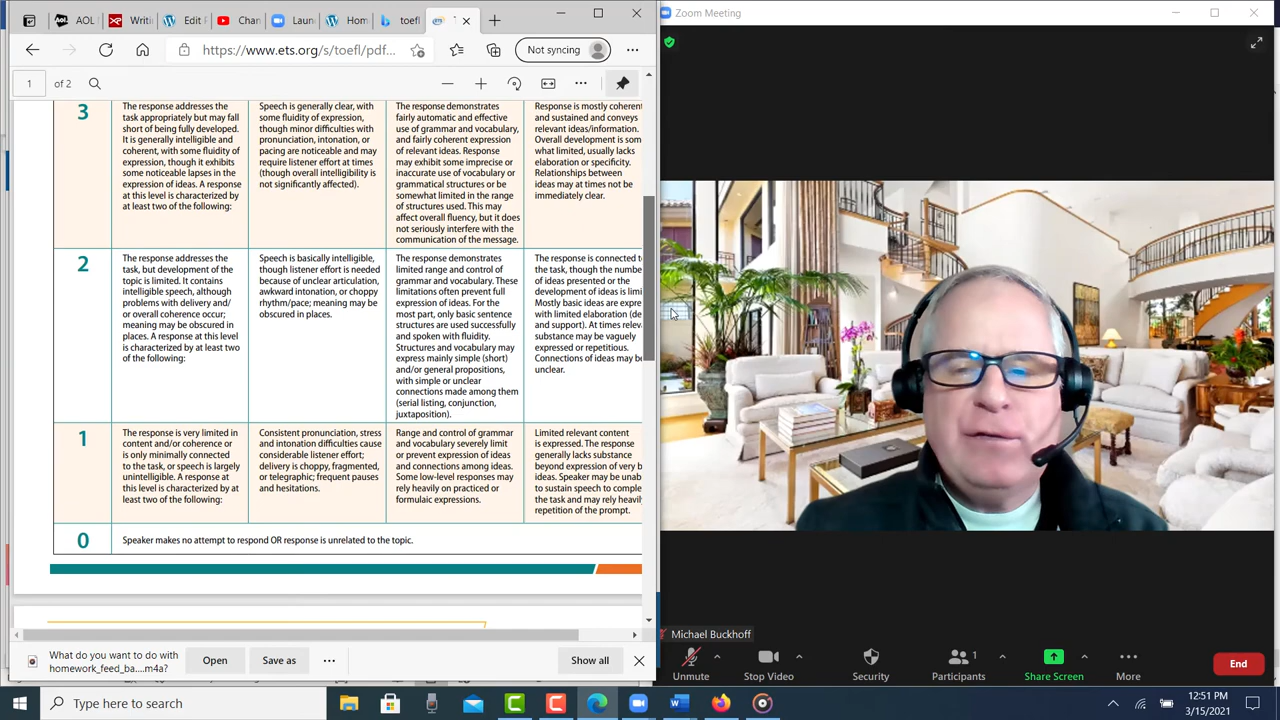 AOL
Writi
Edit
Char
Laun
Hom
toefl
https://www.ets.org/s/toefl/pdf...
Not syncing
1 of 2
3
The response addresses the
task appropriately but may fall
short of being fully developed.
It is generally intelligible and
coherent, with some fluidity of
expression, though it exhibits
some noticeable lapses in the
expression of ideas. A response
at this level is characterized by
at least two of the following:
Speech is generally clear, with
some fluidity of expression,
though minor difficulties with
pronunciation, intonation, or
pacing are noticeable and may
require listener effort at times
(though overall intelligibility is
not significantly affected).
The response demonstrates
fairly automatic and effective
use of grammar and vocabulary,
and fairly coherent expression
of relevant ideas. Response
may exhibit some imprecise or
inaccurate use of vocabulary or
grammatical structures or be
somewhat limited in the range
of structures used. This may
affect overall fluency, but it does
not seriously interfere with the
communication of the message.
Response is mostly coherent
and sustained and conveys
relevant ideas/information.
Overall development is som
what limited, usually lacks
elaboration or specificity.
Relationships between
ideas may at times not be
immediately clear.
2
The response addresses the
task, but development of the
topic is limited. It contains
intelligible speech, although
problems with delivery and/
or overall coherence occur;
meaning may be obscured in
places. A response at this level
is characterized by at least two
of the following:
Speech is basically intelligible,
though listener effort is needed
because of unclear articulation,
awkward intonation, or choppy
rhythm/pace; meaning may be
obscured in places.
The response demonstrates
limited range and control of
grammar and vocabulary. These
limitations often prevent full
expression of ideas. For the
most part, only basic sentence
structures are used successfully
and spoken with fluidity.
Structures and vocabulary may
express mainly simple (short)
and/or general propositions,
with simple or unclear
connections made among them
(serial listing, conjunction,
juxtaposition).
The response is connected t
the task, though the numbe
of ideas presented or the
development of ideas is limi
Mostly basic ideas are expre
with limited elaboration (de
and support). At times relev
substance may be vaguely
expressed or repetitious.
Connections of ideas may be
unclear.
1
The response is very limited in
content and/or coherence or
is only minimally connected
to the task, or speech is largely
unintelligible. A response at
this level is characterized by at
least two of the following:
Consistent pronunciation, stress
and intonation difficulties cause
considerable listener effort;
delivery is choppy, fragmented,
or telegraphic; frequent pauses
and hesitations.
Range and control of grammar
and vocabulary severely limit
or prevent expression of ideas
and connections among ideas.
Some low-level responses may
rely heavily on practiced or
formulaic expressions.
Limited relevant content
is expressed. The response
generally lacks substance
beyond expression of very b
ideas. Speaker may be unab
to sustain speech to comple
the task and may rely heavil
repetition of the prompt.
0
Speaker makes no attempt to respond OR response is unrelated to the topic.
What do you want to do with
homework_feed_ba....m4a?
Open
Save as
Show all
Zoom Meeting
Michael Buckhoff
Unmute
Stop Video
Security
1
Participants
Share Screen
More
End
Type here to search
12:51 PM
3/15/2021